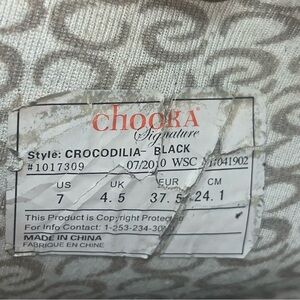 chooka
Signature
Style: CROCODILIA- BLACK
#1017309 07/2010 WSC
US UK EUR CM
7 4.5 37.5 24.1
This Product is Copyright Protected
For Info Contact: 1-253-234-30
MADE IN CHINA
FABRIQUE EN CHINE